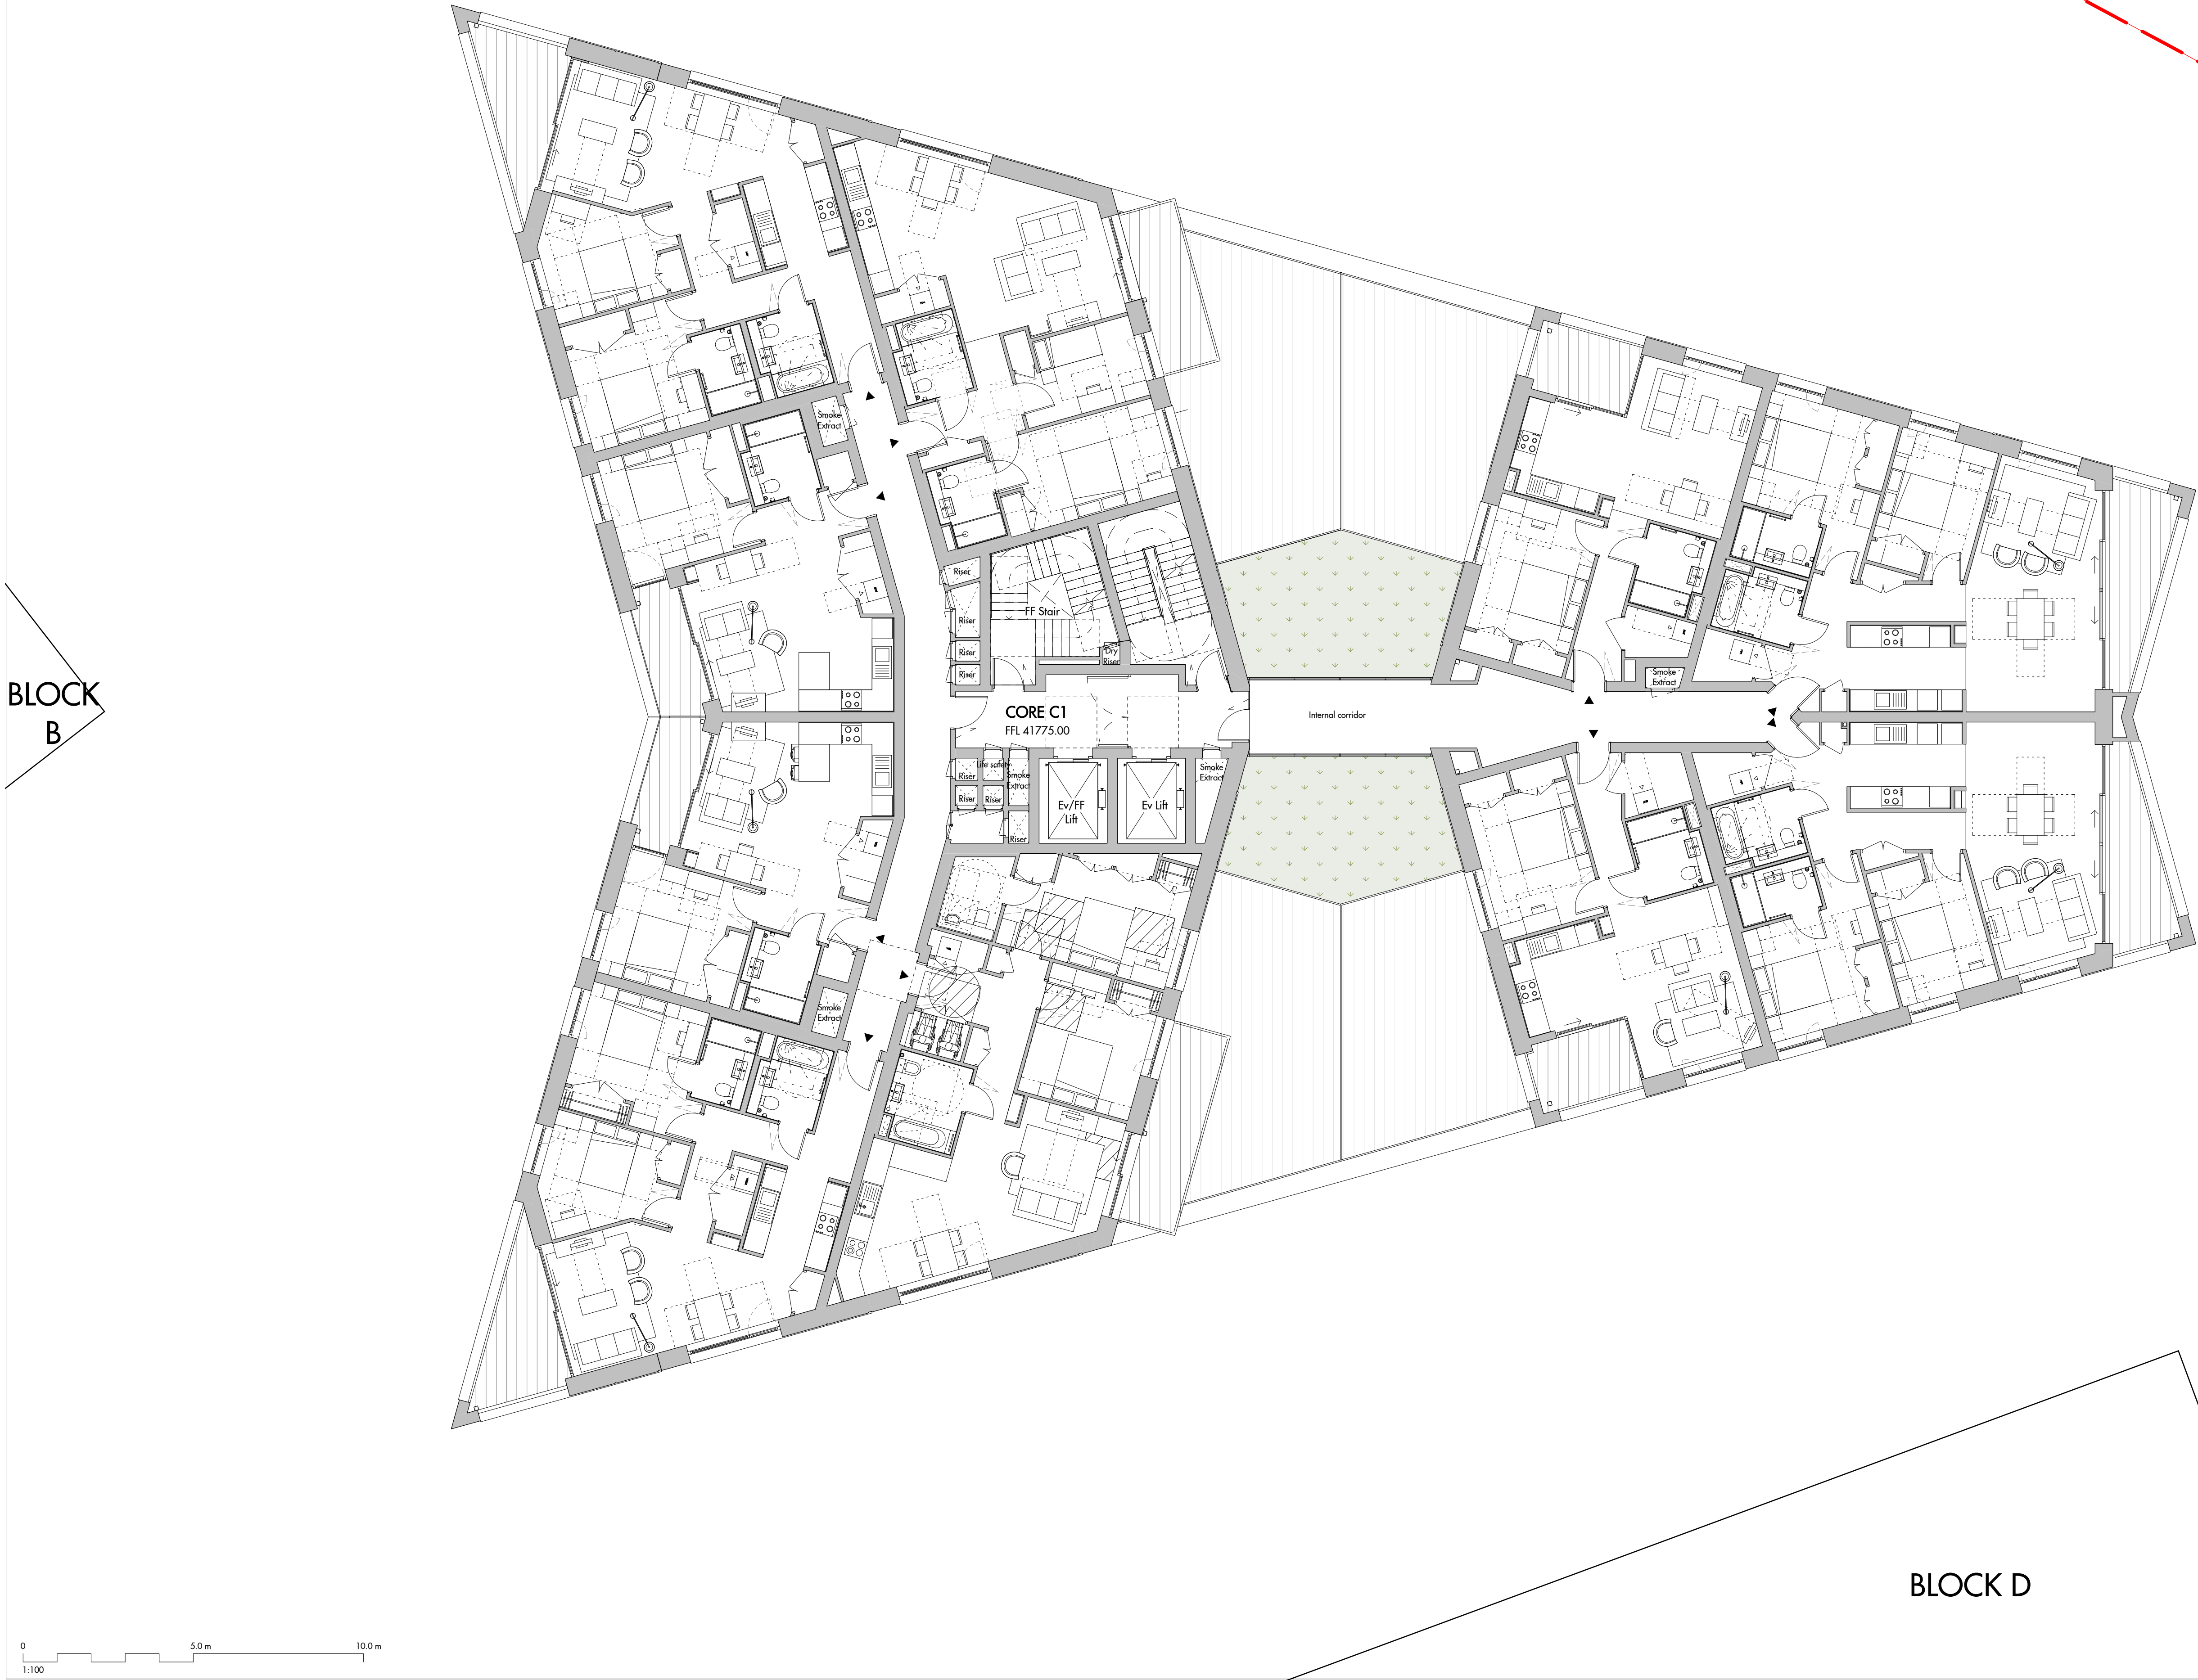 Smoke
Extract
Riser
Riser
FF Stair
Riser
Dry
Riser
Riser
Smoke
Extract
BLOCK
B
CORE C1
FFL 41775.00
Internal corridor
Life safety
Riser
Smoke
Extract
Smoke
Extract
Riser
Riser
Ev/FF
Lift
Ev Lift
Riser
Smoke
Extract
BLOCK D
0
5.0 m
10.0 m
1:100